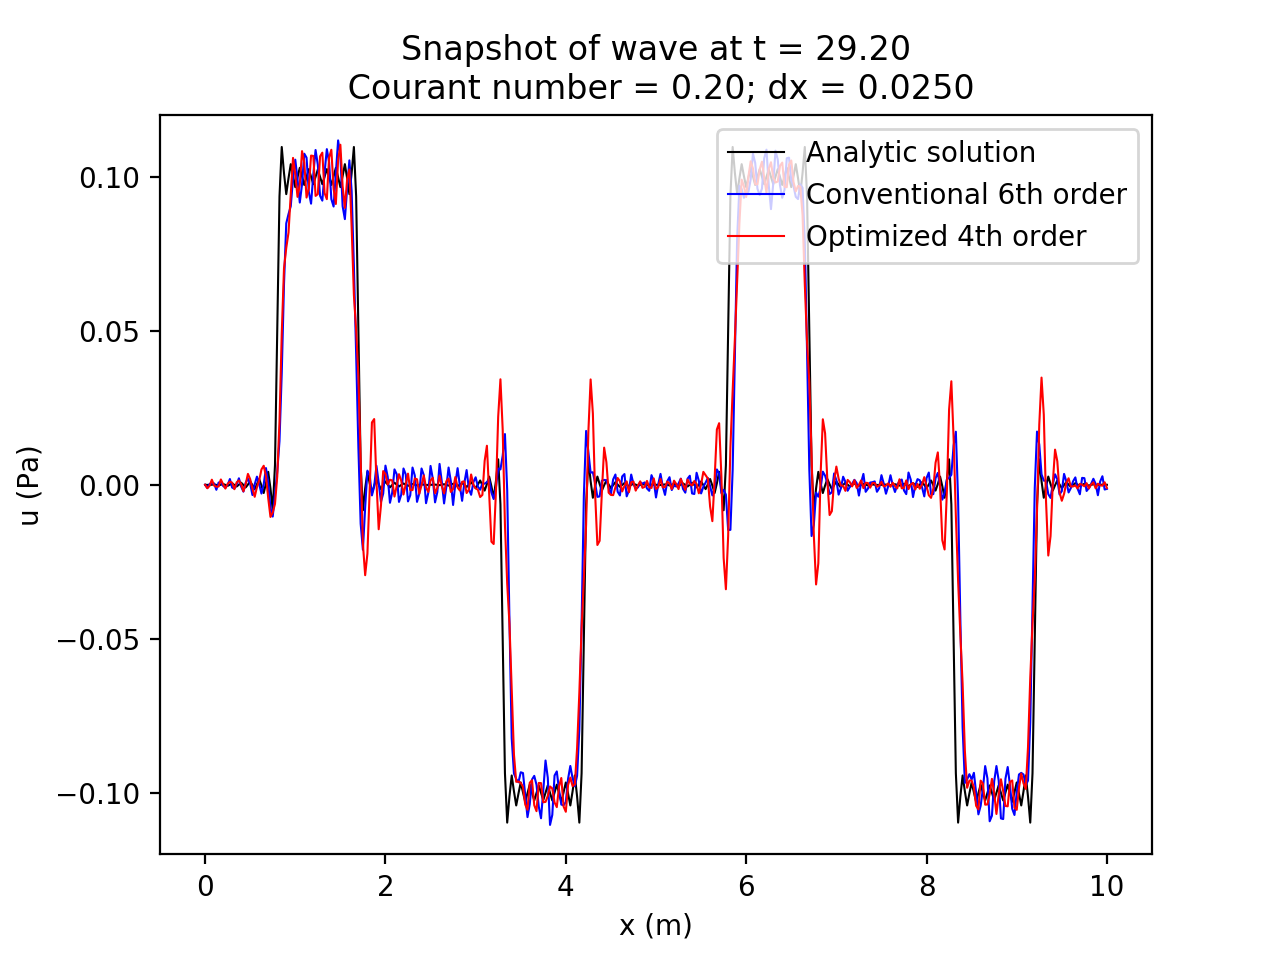 Snapshot of wave at t = 29.20
Courant number = 0.20; dx = 0.0250
Analytic solution
Conventional 6th order
Optimized 4th order
0.10
0.05
0.00
−0.05
−0.10
u (Pa)
0 2 4 6 8 10
x (m)